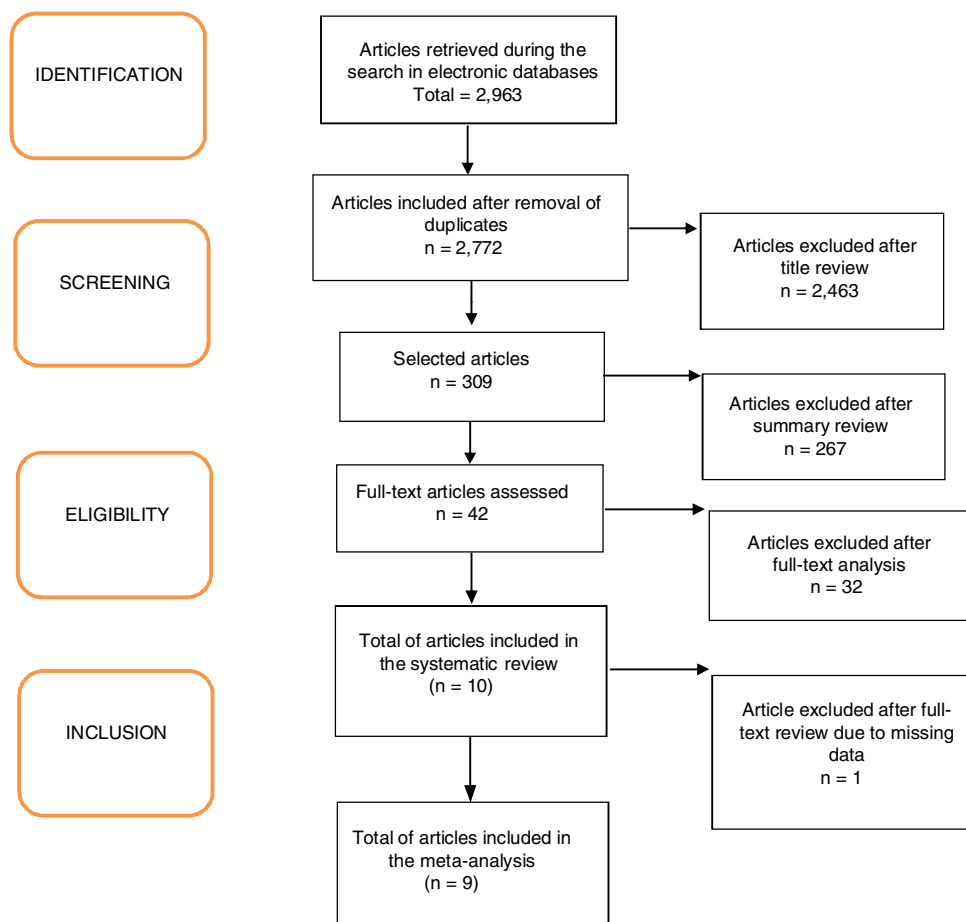 IDENTIFICATION
Articles retrieved during the
search in electronic databases
Total = 2,963
Articles included after removal of
duplicates
n = 2,772
Articles excluded after
title review
n = 2,463
SCREENING
Selected articles
n = 309
Articles excluded after
summary review
n = 267
ELIGIBILITY
Full-text articles assessed
n = 42
Articles excluded after
full-text analysis
n = 32
Total of articles included in
the systematic review
(n = 10)
INCLUSION
Article excluded after full-
text review due to missing
data
n = 1
Total of articles included in
the meta-analysis
(n = 9)